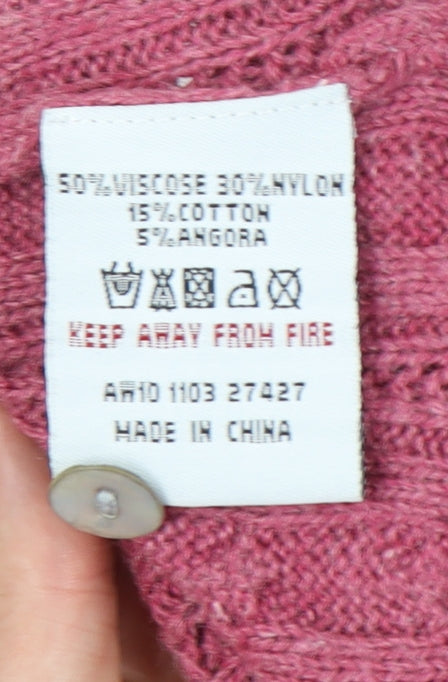 50%VISCOSE 30%NYLON
15%COTTON
5%ANGORA
KEEP AWAY FROM FIRE
AW10 1103 27427
MADE IN CHINA